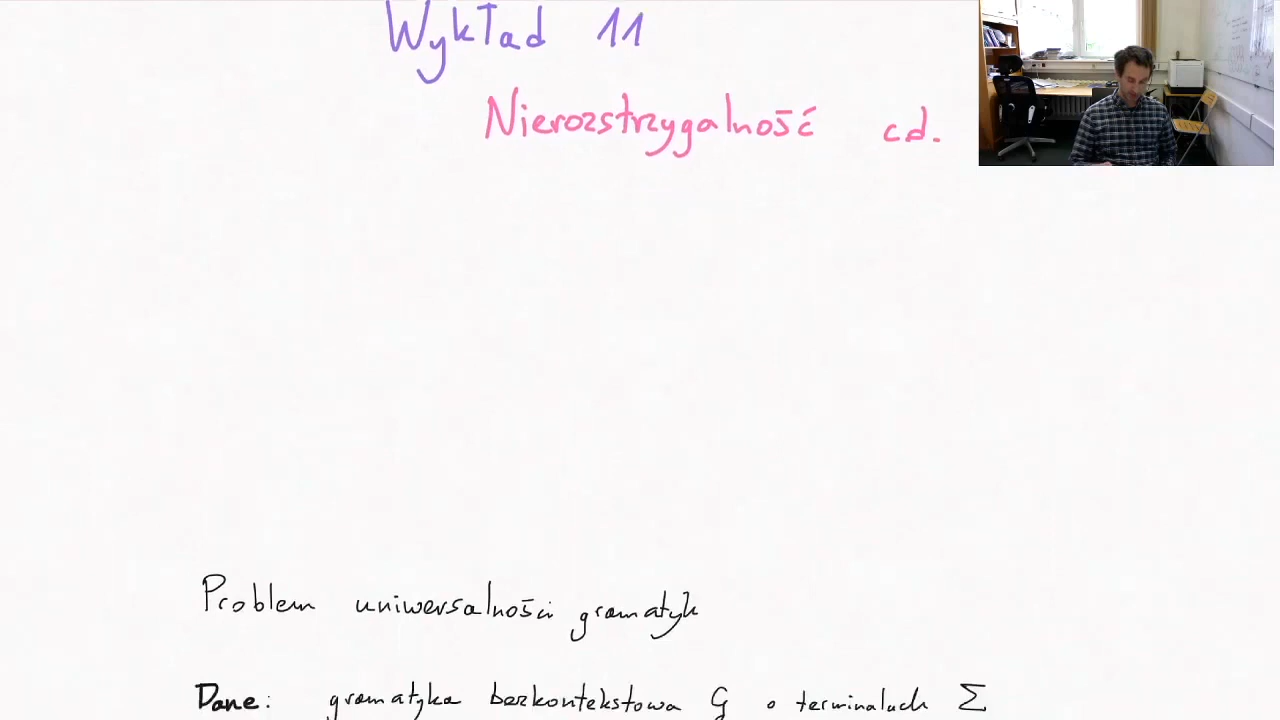 Wykład 11
Nierozstrzygalność cd.
Problem uniwersalności gramatyk
Dane: gramatyka bezkontekstowa G o terminalach Σ